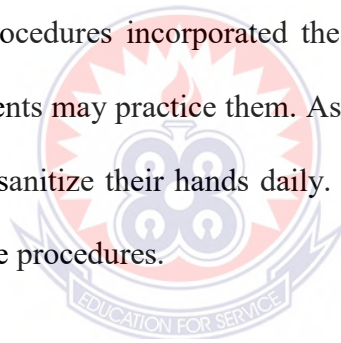 ocedures incorporated the
ents may practice them. As
sanitize their hands daily.
e procedures.
EDUCATION FOR SERVICE